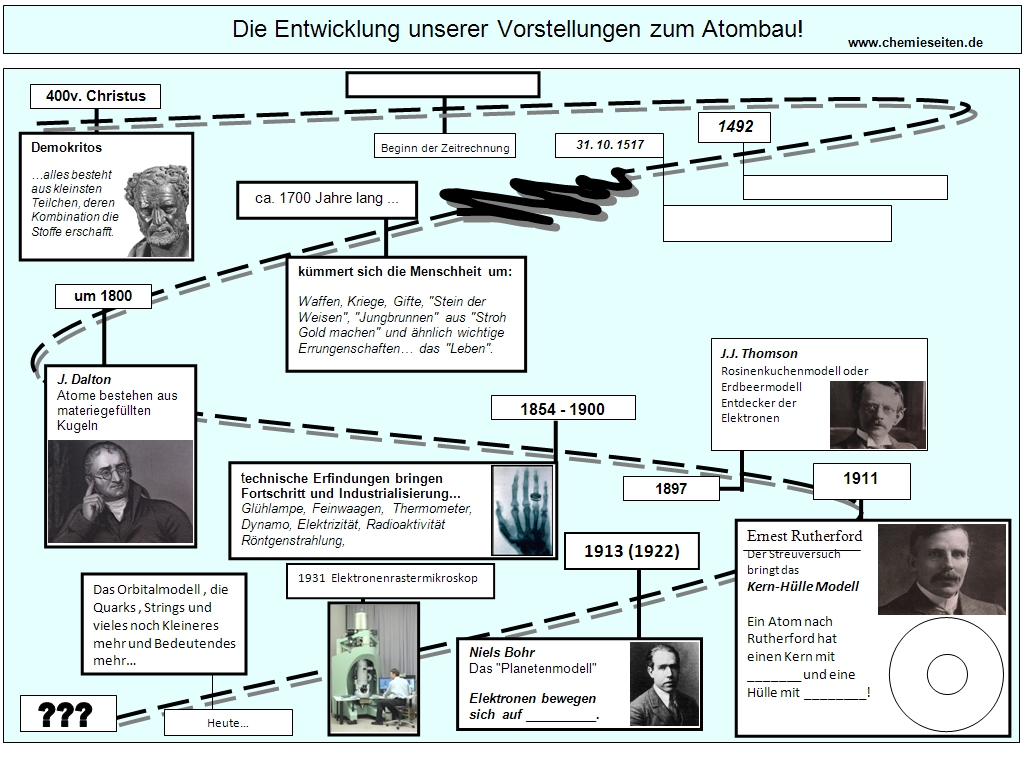 Die Entwicklung unserer Vorstellungen zum Atombau!
www.chemieseiten.de
400v. Christus
Demokritos
…alles besteht
aus kleinsten
Teilchen, deren
Kombination die
Stoffe erschafft.
Beginn der Zeitrechnung
31. 10. 1517
1492
ca. 1700 Jahre lang ...
kümmert sich die Menschheit um:
Waffen, Kriege, Gifte, "Stein der
Weisen", "Jungbrunnen" aus "Stroh
Gold machen" und ähnlich wichtige
Errungenschaften… das "Leben".
um 1800
J. Dalton
Atome bestehen aus
materiegefüllten
Kugeln
1854 - 1900
technische Erfindungen bringen
Fortschritt und Industrialisierung...
Glühlampe, Feinwaagen, Thermometer,
Dynamo, Elektrizität, Radioaktivität
Röntgenstrahlung,
J.J. Thomson
Rosinenkuchenmodell oder
Erdbeermodell
Entdecker der
Elektronen
1897
1911
Ernest Rutherford
Der Streuversuch
bringt das
Kern-Hülle Modell
Ein Atom nach
Rutherford hat
einen Kern mit
_______ und eine
Hülle mit ________!
1913 (1922)
Niels Bohr
Das "Planetenmodell"
Elektronen bewegen
sich auf _________.
1931 Elektronenrastermikroskop
Das Orbitalmodell , die
Quarks , Strings und
vieles noch Kleineres
mehr und Bedeutendes
mehr...
Heute...
???